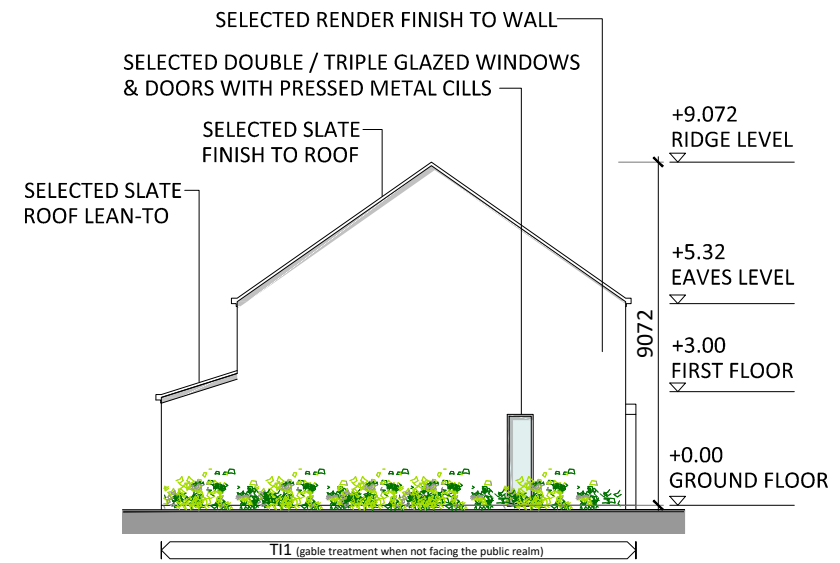 SELECTED RENDER FINISH TO WALL
SELECTED DOUBLE / TRIPLE GLAZED WINDOWS
& DOORS WITH PRESSED METAL CILLS
SELECTED SLATE
FINISH TO ROOF
SELECTED SLATE
ROOF LEAN-TO
+9.072
RIDGE LEVEL
+5.32
EAVES LEVEL
9072
+3.00
FIRST FLOOR
+0.00
GROUND FLOOR
TI1 (gable treatment when not facing the public realm)